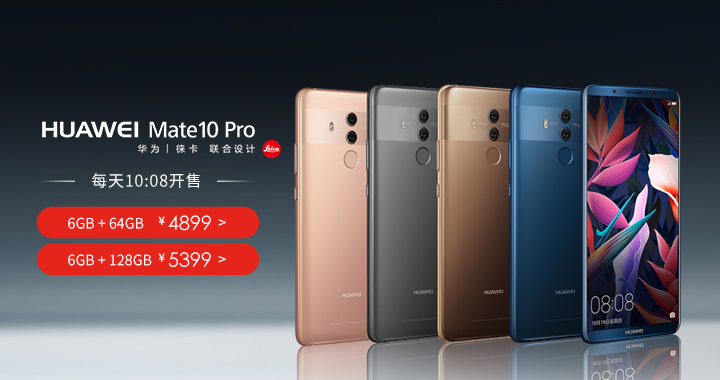 HUAWEI Mate10 Pro
华为 | 徕卡 联合设计 Leica
每天10:08开售
6GB + 64GB ¥ 4899 >
6GB + 128GB ¥ 5399 >
HUAWEI
HUAWEI
HUAWEI
HUAWEI
08:08
HUAWEI